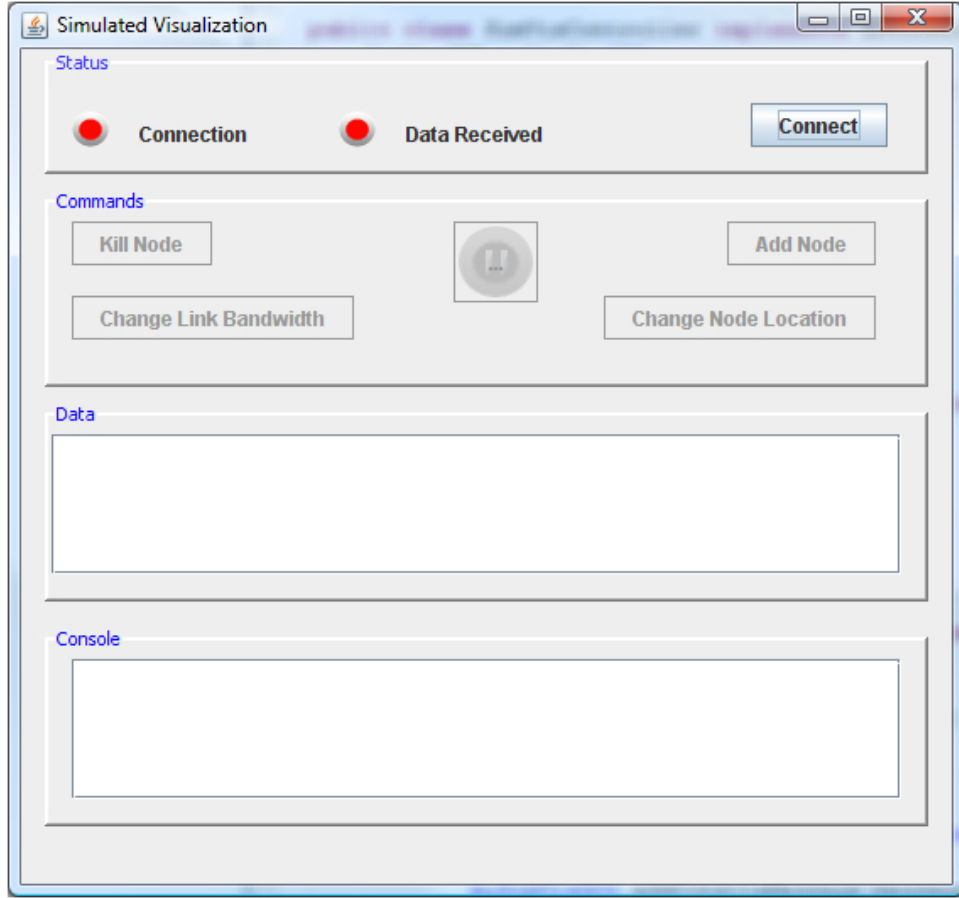 Simulated Visualization
Status
Connection
Data Received
Connect
Commands
Kill Node
Add Node
Change Link Bandwidth
Change Node Location
Data
Console